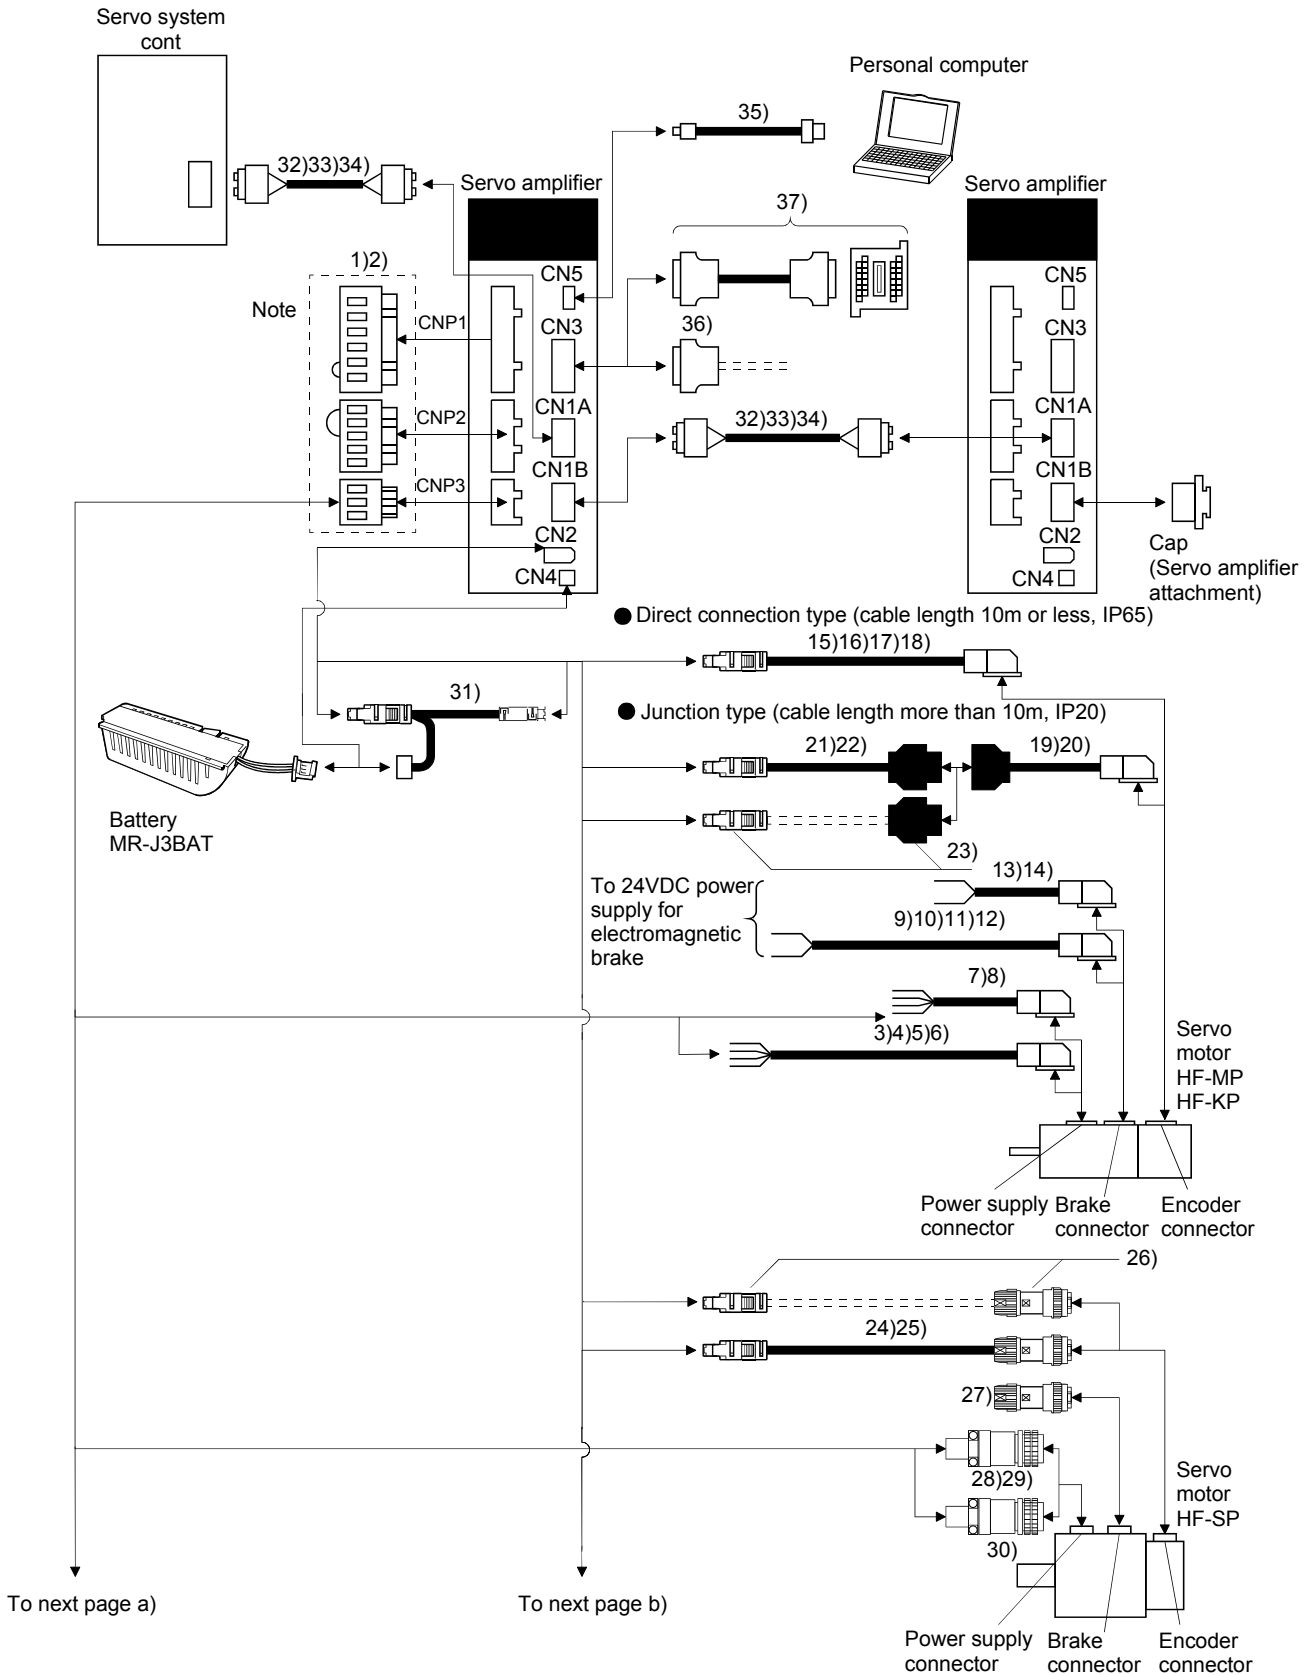 Servo system
cont
Personal computer
35)
32)33)34)
Servo amplifier
Servo amplifier
37)
1)2)
CN5
CN5
Note
CNP1
CN3
36)
CN3
CN1A
CN1A
CNP2
32)33)34)
CN1B
CN1B
CNP3
CN2
CN2
CN4
CN4
Cap
(Servo amplifier
attachment)
● Direct connection type (cable length 10m or less, IP65)
15)16)17)18)
31)
● Junction type (cable length more than 10m, IP20)
21)22)
19)20)
Battery
MR-J3BAT
23)
To 24VDC power
supply for
electromagnetic
brake
13)14)
9)10)11)12)
7)8)
3)4)5)6)
Servo
motor
HF-MP
HF-KP
Power supply
connector
Brake
connector
Encoder
connector
26)
24)25)
27)
28)29)
30)
Servo
motor
HF-SP
To next page a)
To next page b)
Power supply
connector
Brake
connector
Encoder
connector